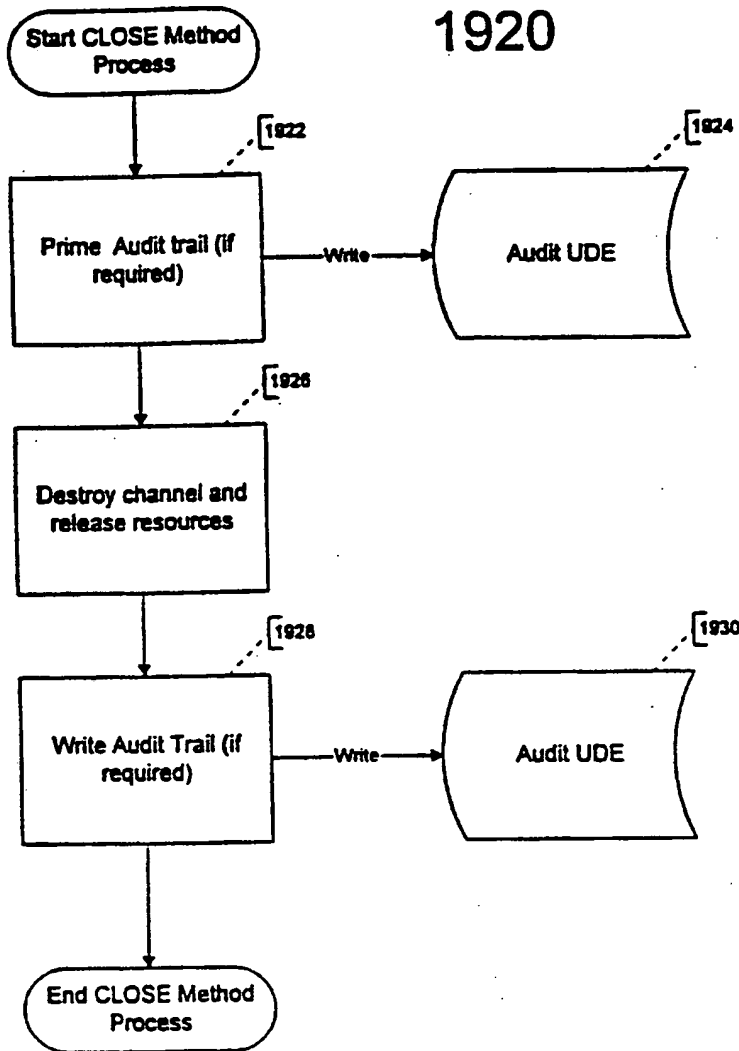 1920
Start CLOSE Method
Process
1922
1924
Prime Audit trail (if
required)
Write
Audit UDE
1926
Destroy channel and
release resources
1928
1930
Write Audit Trail (if
required)
Write
Audit UDE
End CLOSE Method
Process